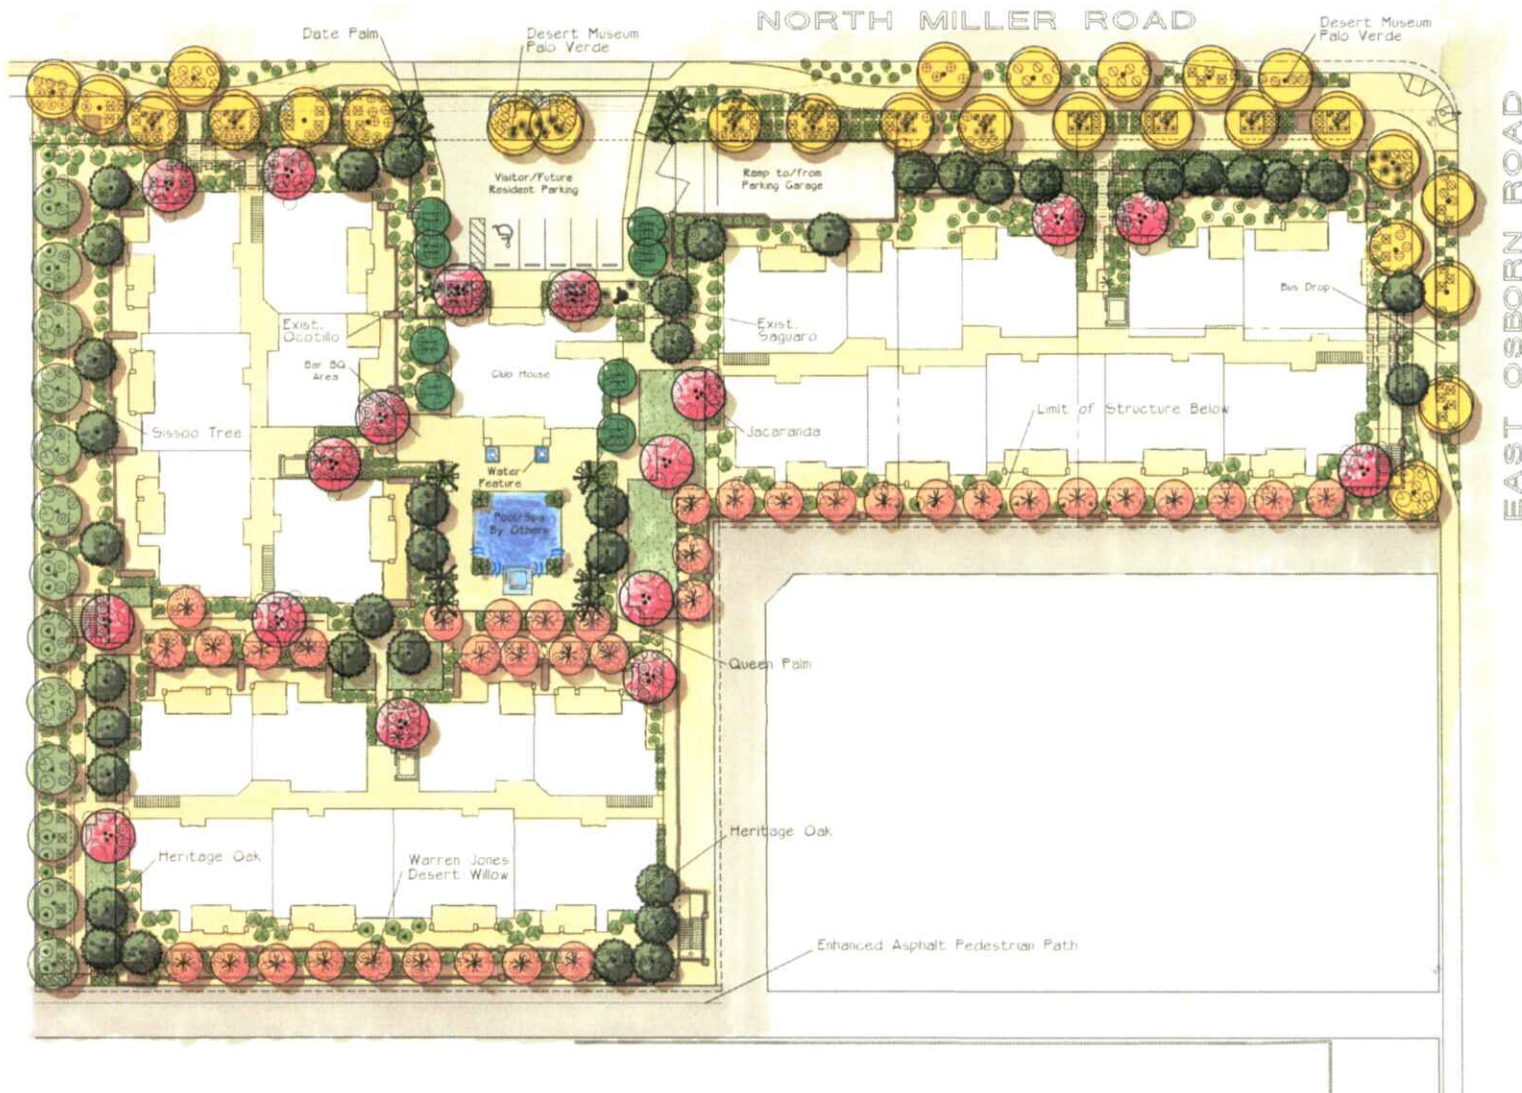 NORTH MILLER ROAD
Date Palm
Desert Museum
Palo Verde
Desert Museum
Palo Verde
EAST OSBORN ROAD
Visitor/Future
Resident Parking
Ramp to/from
Parking Garage
Bus Drop
Exist.
Ocotillo
Exist.
Saguaro
Bar BQ
Area
Club House
Limit of Structure Below
Sissoo Tree
Jacaranda
Water
Feature
Pool/Spa
By Others
Queen Palm
Heritage Oak
Heritage Oak
Warren Jones
Desert Willow
Enhanced Asphalt Pedestrian Path